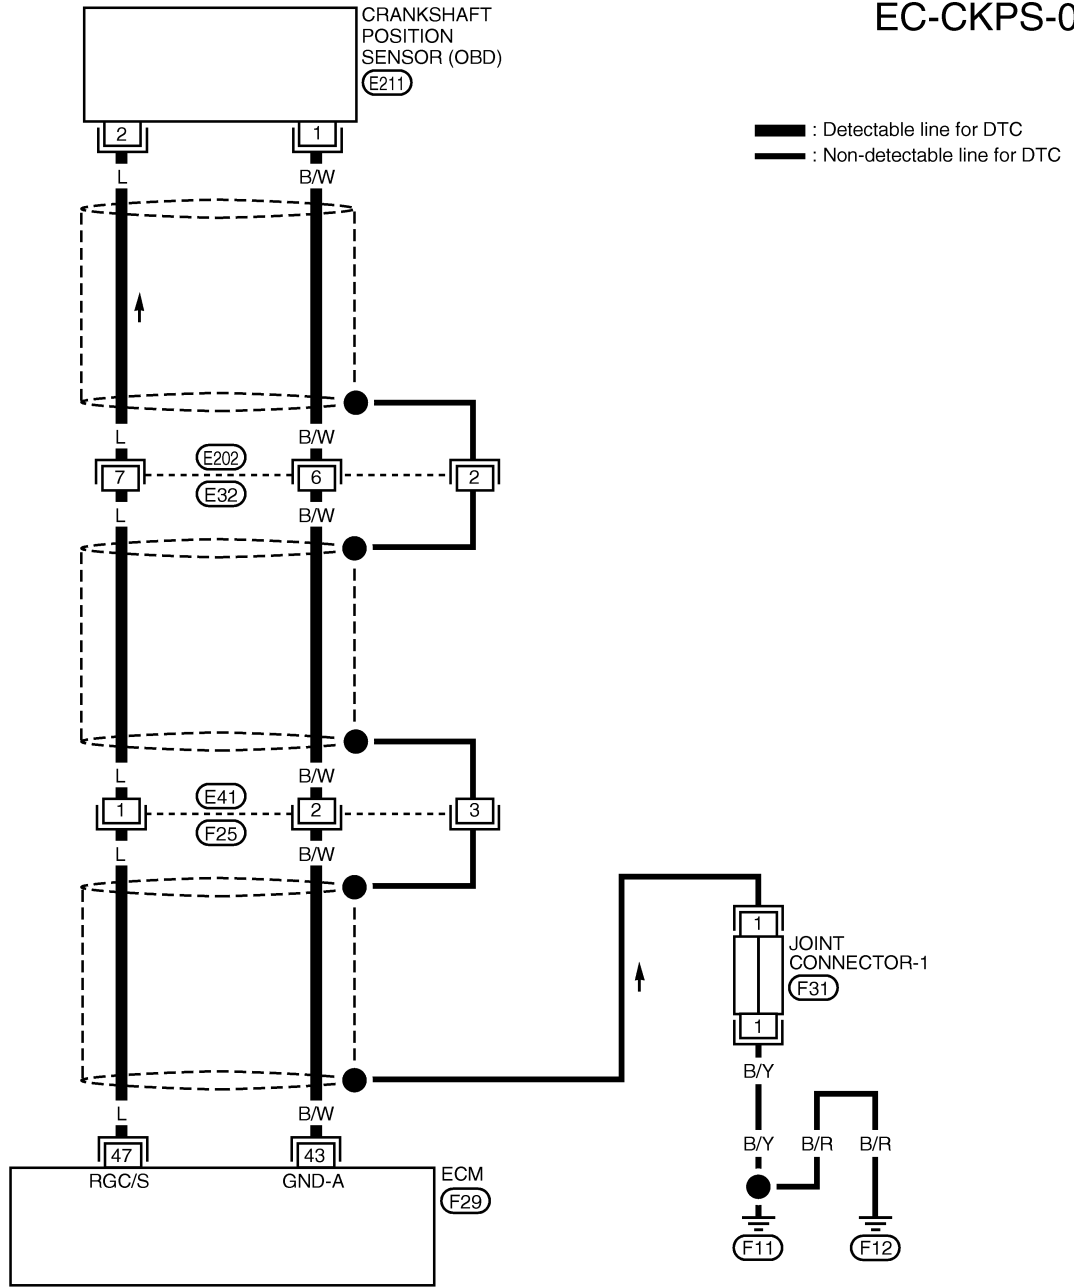 CRANKSHAFT
POSITION
SENSOR (OBD)
E211
EC-CKPS-0
: Detectable line for DTC
: Non-detectable line for DTC
2 1
L B/W
L B/W
E202
7 6 2
E32
L B/W
L B/W
E41
1 2 3
F25
L B/W
1
JOINT
CONNECTOR-1
F31
1
B/Y
L B/W
B/Y B/R B/R
47 43
RGC/S GND-A
ECM
F29
F11 F12